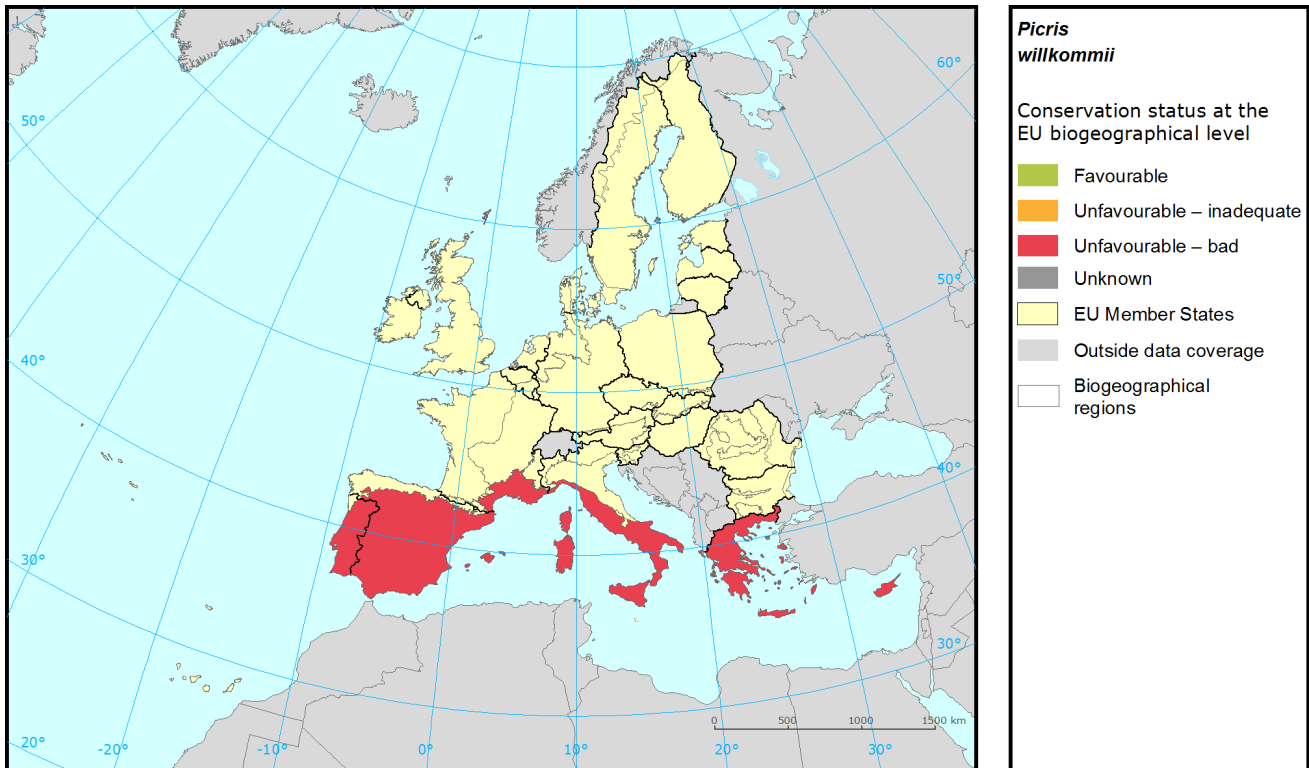 Picris
willkommii
Conservation status at the
EU biogeographical level
Favourable
Unfavourable – inadequate
Unfavourable – bad
Unknown
EU Member States
Outside data coverage
Biogeographical
regions
60°
50°
50°
40°
40°
30°
30°
20°
-20°
-10°
0°
10°
20°
30°
0
500
1000
1500 km